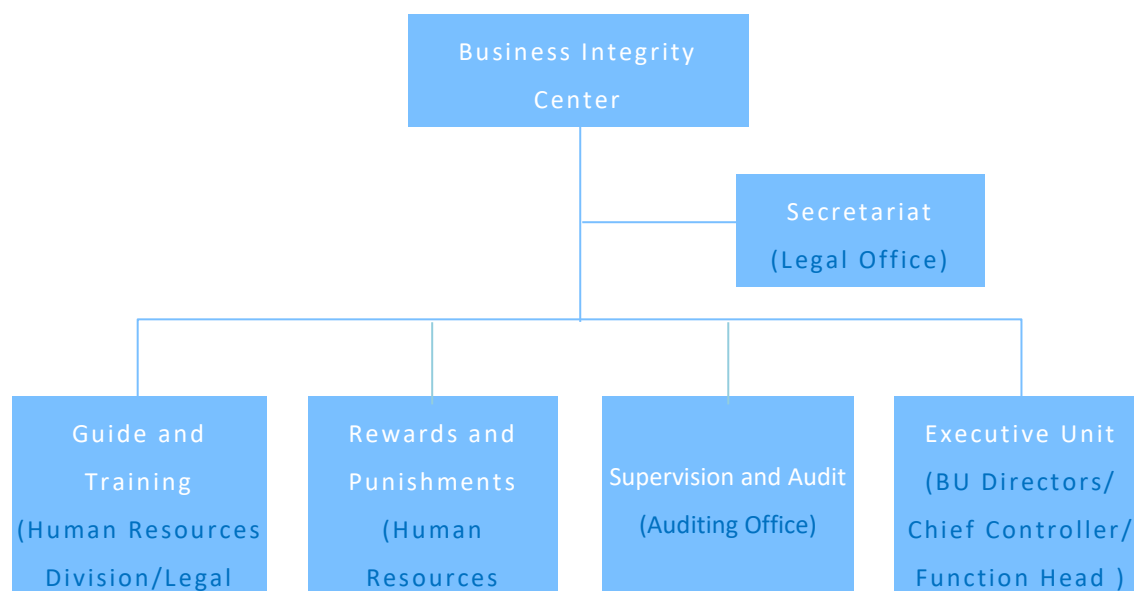 Business Integrity
Center
Secretariat
(Legal Office)
Guide and
Training
(Human Resources
Division/Legal
Rewards and
Punishments
(Human
Resources
Supervision and Audit
(Auditing Office)
Executive Unit
(BU Directors/
Chief Controller/
Function Head )